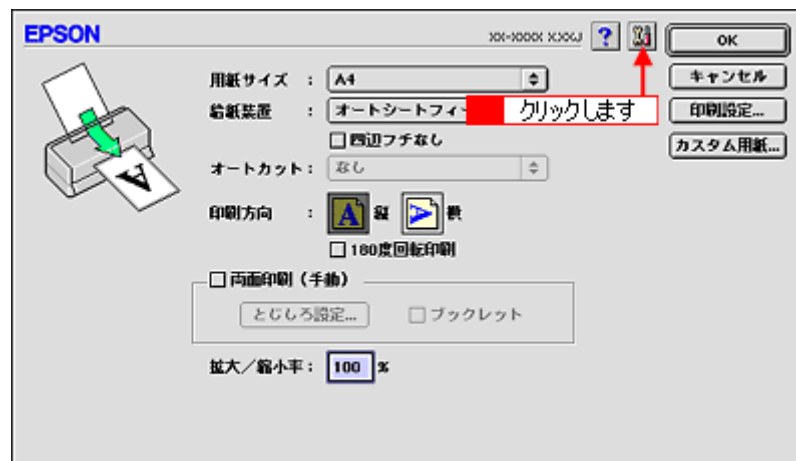 EPSON
XX-XXXX X.XXJ
?
OK
用紙サイズ : A4
キャンセル
給紙装置 : オートシートフィ
クリックします
印刷設定...
四辺フチなし
カスタム用紙...
オートカット: なし
印刷方向 : A 縦 A 横
180度回転印刷
両面印刷（手動）
とじしろ設定...
ブックレット
拡大／縮小率: 100 %
A